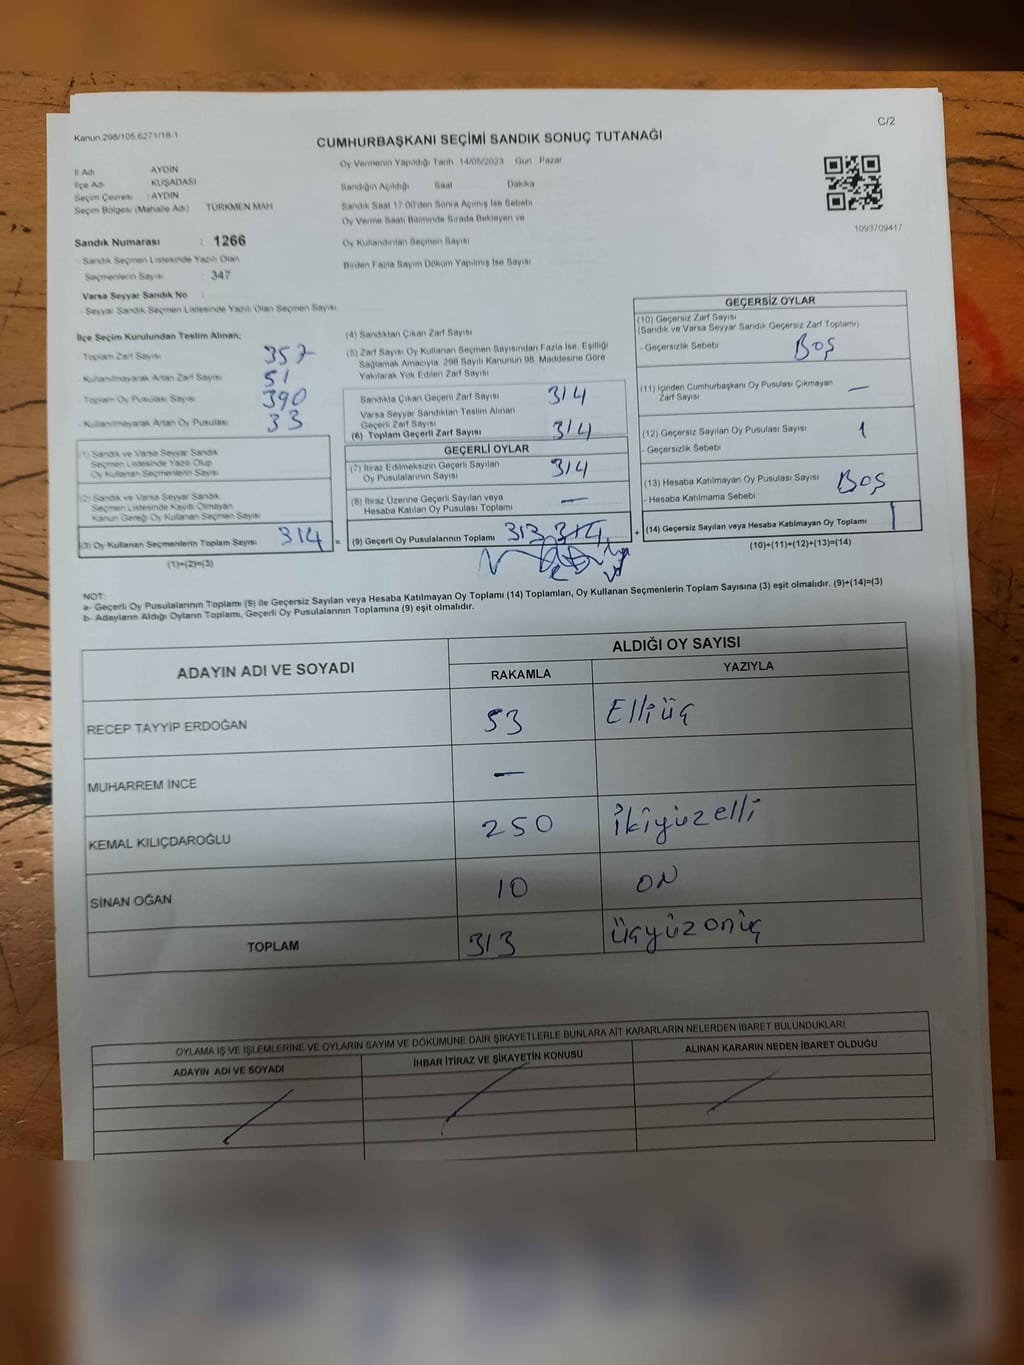 Kanun 298/105.6271/18-1
C/2
CUMHURBAŞKANI SEÇİMİ SANDIK SONUÇ TUTANAĞI
Oy Vermenin Yapıldığı Tarih 14/05/2023 Gün Pazar
İl Adı AYDIN
İlçe Adı KUŞADASI
Seçim Çevresi : AYDIN
Seçim Bölgesi (Mahalle Adı) TÜRKMEN MAH
Sandık Numarası : 1266
- Sandık Seçmen Listesinde Yazılı Olan
Seçmenlerin Sayısı : 347
Varsa Seyyar Sandık No :
- Seyyar Sandık Seçmen Listesinde Yazılı Olan Seçmen Sayısı :
Sandığın Açıldığı Saat Dakika
Sandık Saat 17:00'den Sonra Açımış İse Sebebi
Oy Verme Saati Bitiminde Sırada Bekleyen ve
Oy Kullandırılan Seçmen Sayısı
Birden Fazla Sayım Döküm Yapılmış İse Sayısı
1093709417
İlçe Seçim Kurulundan Teslim Alınan;
- Toplam Zarf Sayısı 357
- Kullanılmayarak Artan Zarf Sayısı 51
- Toplam Oy Pusulası Sayısı 390
- Kullanılmayarak Artan Oy Pusulası 33
(1) Sandık ve Varsa Seyyar Sandık
Seçmen Listesinde Yazılı Olup
Oy Kullanan Seçmenlerin Sayısı
(2) Sandık ve Varsa Seyyar Sandık
Seçmen Listesinde Kayıtlı Olmayan
Kanun Gereği Oy Kullanan Seçmen Sayısı
(3) Oy Kullanan Seçmenlerin Toplam Sayısı 314 =
(1)+(2)=(3)
(4) Sandıktan Çıkan Zarf Sayısı
(5) Zarf Sayısı Oy Kullanan Seçmen Sayısından Fazla İse, Eşitliği
Sağlamak Amacıyla, 298 Sayılı Kanunun 98. Maddesine Göre
Yakılarak Yok Edilen Zarf Sayısı
Sandıkta Çıkan Geçerli Zarf Sayısı 314
Varsa Seyyar Sandıktan Teslim Alınan
Geçerli Zarf Sayısı
(6) Toplam Geçerli Zarf Sayısı 314
GEÇERLİ OYLAR
(7) İtiraz Edilmeksizin Geçerli Sayılan
Oy Pusulalarının Sayısı 314
(8) İtiraz Üzerine Geçerli Sayılan veya
Hesaba Katılan Oy Pusulası Toplamı —
(9) Geçerli Oy Pusulalarının Toplamı 313 314 +
GEÇERSİZ OYLAR
(10) Geçersiz Zarf Sayısı
(Sandık ve Varsa Seyyar Sandık Geçersiz Zarf Toplamı)
- Geçersizlik Sebebi Boş
(11) İçinden Cumhurbaşkanı Oy Pusulası Çıkmayan
Zarf Sayısı —
(12) Geçersiz Sayılan Oy Pusulası Sayısı 1
- Geçersizlik Sebebi
(13) Hesaba Katılmayan Oy Pusulası Sayısı Boş
- Hesaba Katılmama Sebebi
(14) Geçersiz Sayılan veya Hesaba Katılmayan Oy Toplamı 1
(10)+(11)+(12)+(13)=(14)
NOT:
a- Geçerli Oy Pusulalarının Toplamı (9) ile Geçersiz Sayılan veya Hesaba Katılmayan Oy Toplamı (14) Toplamları, Oy Kullanan Seçmenlerin Toplam Sayısına (3) eşit olmalıdır. (9)+(14)=(3)
b- Adayların Aldığı Oyların Toplamı, Geçerli Oy Pusulalarının Toplamına (9) eşit olmalıdır.
ADAYIN ADI VE SOYADI
ALDIĞI OY SAYISI
RAKAMLA YAZIYLA
RECEP TAYYİP ERDOĞAN 53 Elliüç
MUHARREM İNCE —
KEMAL KILIÇDAROĞLU 250 İkiyüzelli
SİNAN OĞAN 10 ON
TOPLAM 313 üçyüzonüç
OYLAMA İŞ VE İŞLEMLERİNE VE OYLARIN SAYIM VE DÖKÜMÜNE DAİR ŞİKAYETLERLE BUNLARA AİT KARARLARIN NELERDEN İBARET BULUNDUKLARI
ADAYIN ADI VE SOYADI İHBAR İTİRAZ VE ŞİKAYETİN KONUSU ALINAN KARARIN NEDEN İBARET OLDUĞU